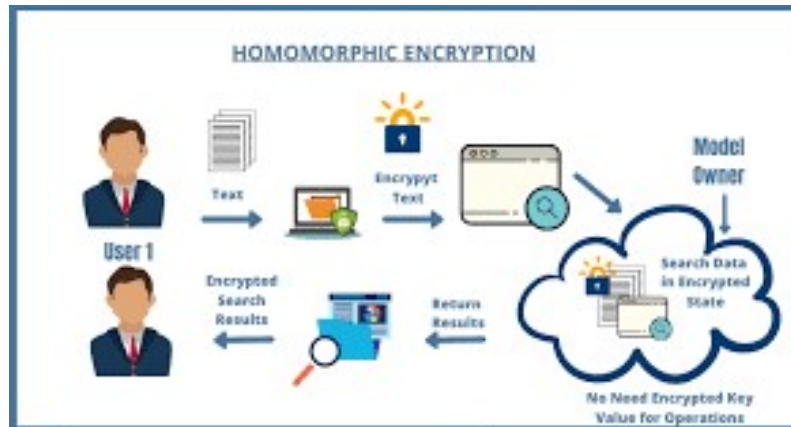 HOMOMORPHIC ENCRYPTION
Text
Encrypyt
Text
Model
Owner
User 1
Search Data
in Encrypted
State
Encrypted
Search
Results
Return
Results
No Need Encrypted Key
Value for Operations